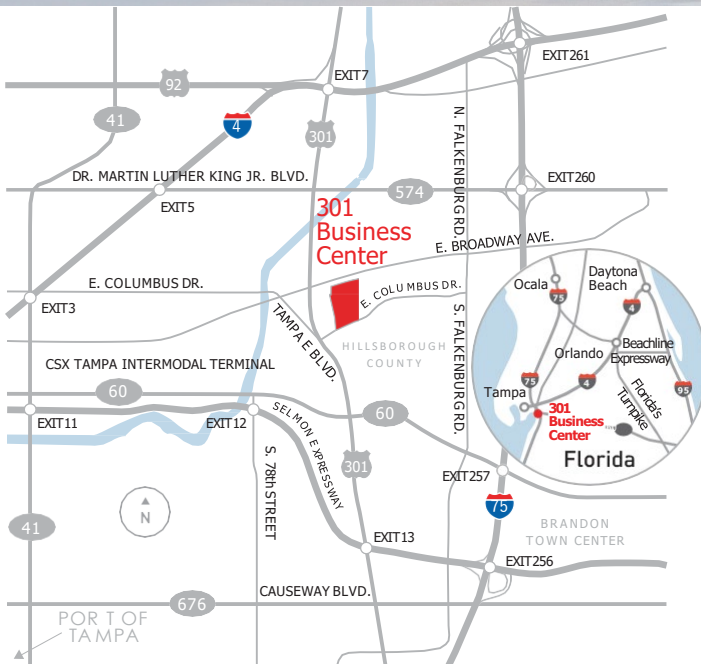 EXIT261
EXIT7
92
41
4
301
N. FALKENBURG RD.
DR. MARTIN LUTHER KING JR. BLVD.
574
EXIT260
EXIT5
301
Business
Center
E. BROADWAY AVE.
E. COLUMBUS DR.
E. COLUMBUS DR.
EXIT3
TAMPA E BLVD.
HILLSBOROUGH
COUNTY
S. FALKENBURG RD.
CSX TAMPA INTERMODAL TERMINAL
60
60
EXIT11
EXIT12
SELMON EXPRESSWAY
S. 78th STREET
301
EXIT257
75
N
41
EXIT13
BRANDON
TOWN CENTER
EXIT256
CAUSEWAY BLVD.
676
POR T OF
TAMPA
Ocala
75
Daytona
Beach
4
Orlando
Beachline
Expressway
75
4
95
Tampa
Florida's
Turnpike
301
Business
Center
Florida